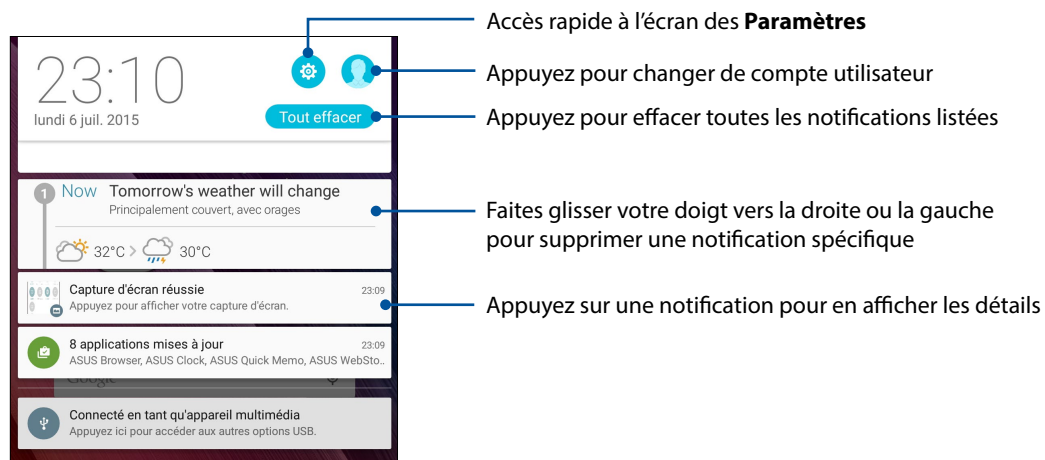 Accès rapide à l'écran des Paramètres
23:10
lundi 6 juil. 2015
Appuyez pour changer de compte utilisateur
Tout effacer
Appuyez pour effacer toutes les notifications listées
1 Now Tomorrow's weather will change
Principalement couvert, avec orages
32°C > 30°C
Faites glisser votre doigt vers la droite ou la gauche
pour supprimer une notification spécifique
Capture d'écran réussie 23:09
Appuyez pour afficher votre capture d'écran.
Appuyez sur une notification pour en afficher les détails
8 applications mises à jour 23:09
ASUS Browser, ASUS Clock, ASUS Quick Memo, ASUS WebSto..
Google
Connecté en tant qu'appareil multimédia
Appuyez ici pour accéder aux autres options USB.